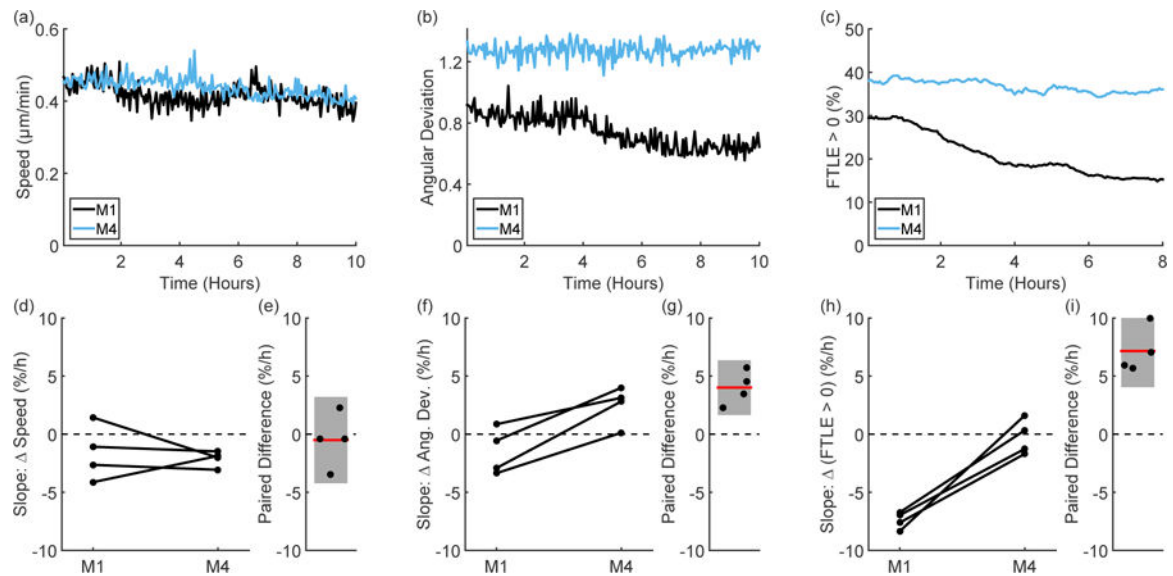 (a)
0.6
0.4
0.2
0
Speed (μm/min)
M1
M4
2
4
6
8
10
Time (Hours)
(b)
1.2
0.8
0.4
0
Angular Deviation
M1
M4
2
4
6
8
10
Time (Hours)
(c)
50
40
30
20
10
FTLE > 0 (%)
M1
M4
2
4
6
8
Time (Hours)
(d)
10
5
0
-5
-10
Slope: Δ Speed (%/h)
M1
M4
(e)
10
5
0
-5
-10
Paired Difference (%/h)
(f)
10
5
0
-5
-10
Slope: Δ Ang. Dev. (%/h)
M1
M4
(g)
10
5
0
-5
-10
Paired Difference (%/h)
(h)
10
5
0
-5
-10
Slope: Δ (FTLE > 0) (%/h)
M1
M4
(i)
10
5
0
-5
-10
Paired Difference (%/h)